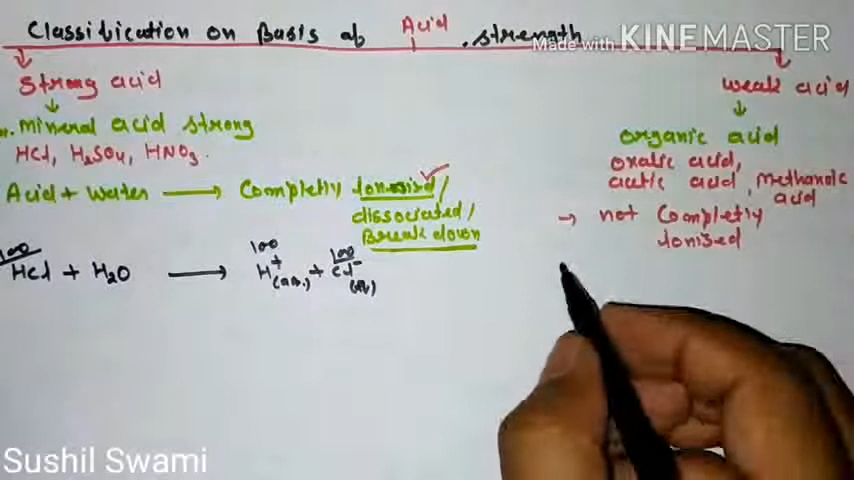 Classification on Basis of Acid strength
Made with KINEMASTER
Strong acid
weak acid
mineral acid strong
organic acid
HCl, H₂SO₄, HNO₃.
oxalic acid,
acetic acid, Methanoic
acid
Acid + water ⟶ Completly Ionised/
dissociated/
Break down
→ not Completly
Ionised
100 100 100
HCl + H₂O ⟶ H⁺(aq.) + Cl⁻(aq)
Sushil Swami